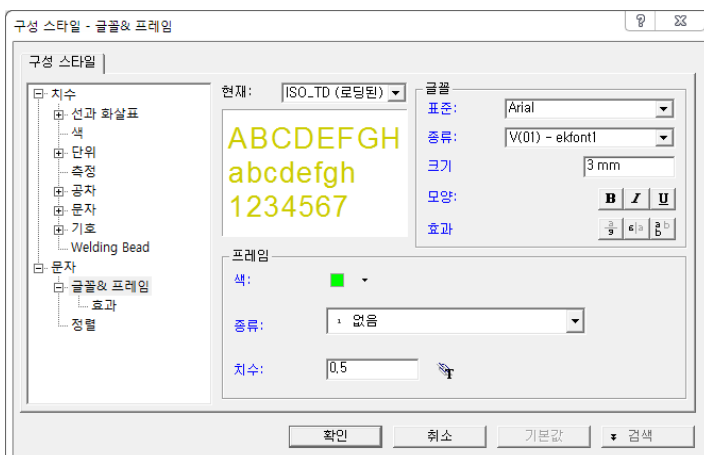 구성 스타일 - 글꼴& 프레임
구성 스타일
치수
선과 화살표
색
단위
측정
공차
문자
기호
Welding Bead
문자
글꼴& 프레임
효과
정렬
현재: ISO_TD (로딩된)
ABCDEFGH
abcdefgh
1234567
글꼴
표준: Arial
종류: V(01) - ekfont1
크기 3 mm
모양: B I U
효과
프레임
색:
종류: 1 없음
치수: 0,5
확인 취소 기본값 검색